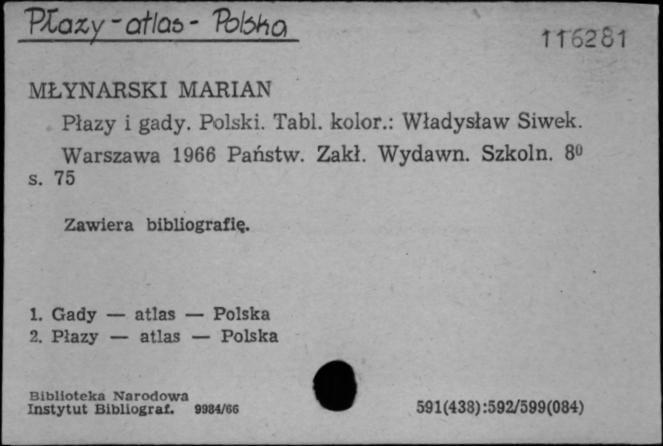 Płazy - atlas - Polska
116281
MŁYNARSKI MARIAN
Płazy i gady. Polski. Tabl. kolor.: Władysław Siwek.
Warszawa 1966 Państw. Zakł. Wydawn. Szkoln. 8⁰
s. 75
Zawiera bibliografię.
1. Gady — atlas — Polska
2. Płazy — atlas — Polska
Biblioteka Narodowa
Instytut Bibliograf. 9984/66
591(438):592/599(084)